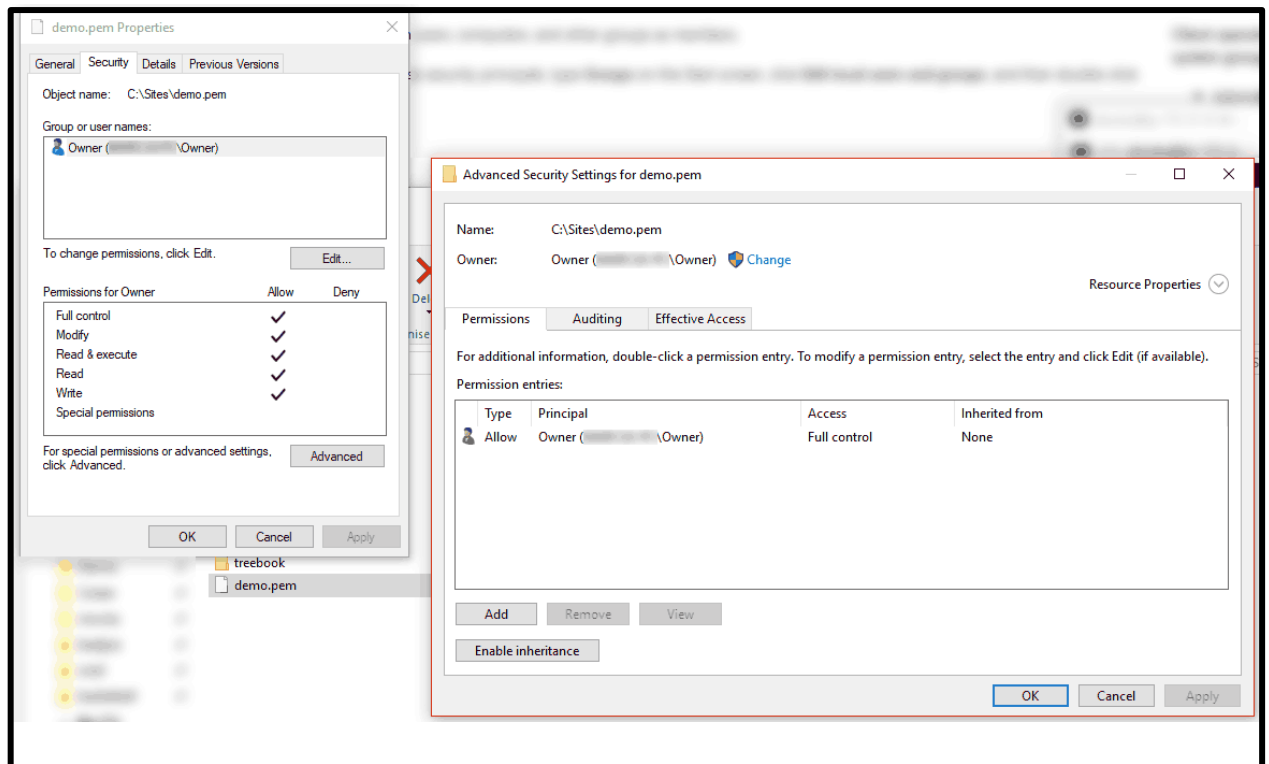 demo.pem Properties
General Security Details Previous Versions
Object name: C:\Sites\demo.pem
Group or user names:
Owner ( \Owner)
To change permissions, click Edit.
Edit...
Permissions for Owner Allow Deny
Full control
Modify
Read & execute
Read
Write
Special permissions
For special permissions or advanced settings,
click Advanced.
Advanced
OK Cancel Apply
treebook
demo.pem
Del
nise
Advanced Security Settings for demo.pem
Name: C:\Sites\demo.pem
Owner: Owner ( \Owner) Change
Resource Properties
Permissions Auditing Effective Access
For additional information, double-click a permission entry. To modify a permission entry, select the entry and click Edit (if available).
Permission entries:
Type Principal Access Inherited from
Allow Owner ( \Owner) Full control None
Add Remove View
Enable inheritance
OK Cancel Apply